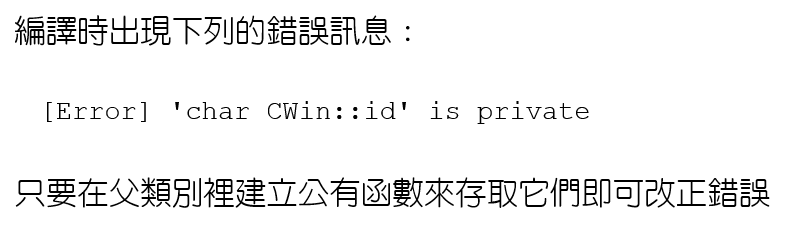 編譯時出現下列的錯誤訊息：
[Error] 'char CWin::id' is private
只要在父類別裡建立公有函數來存取它們即可改正錯誤